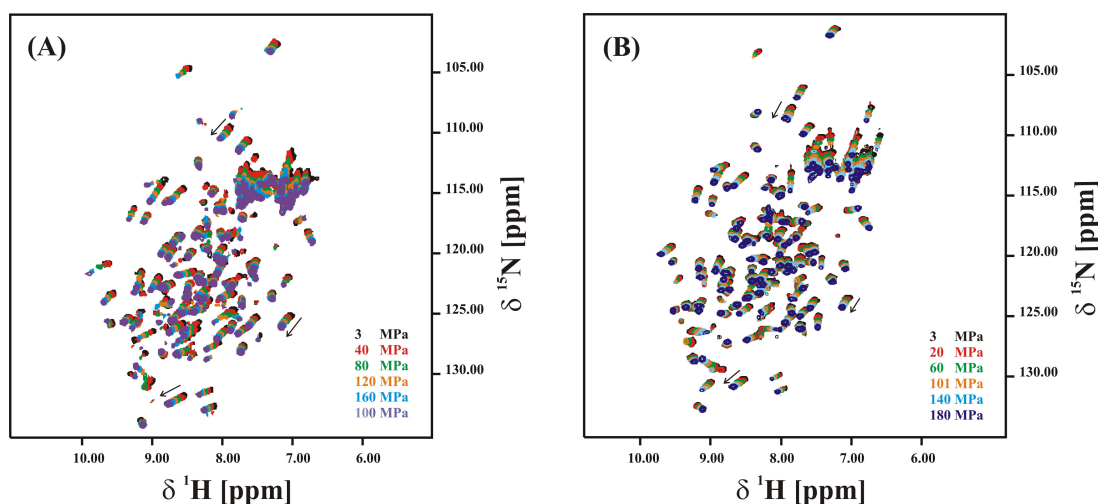 (A)
105.00
110.00
115.00
120.00
125.00
130.00
δ ¹⁵N [ppm]
3 MPa
40 MPa
80 MPa
120 MPa
160 MPa
100 MPa
10.00 9.00 8.00 7.00 6.00
δ ¹H [ppm]
(B)
105.00
110.00
115.00
120.00
125.00
130.00
δ ¹⁵N [ppm]
3 MPa
20 MPa
60 MPa
101 MPa
140 MPa
180 MPa
10.00 9.00 8.00 7.00 6.00
δ ¹H [ppm]